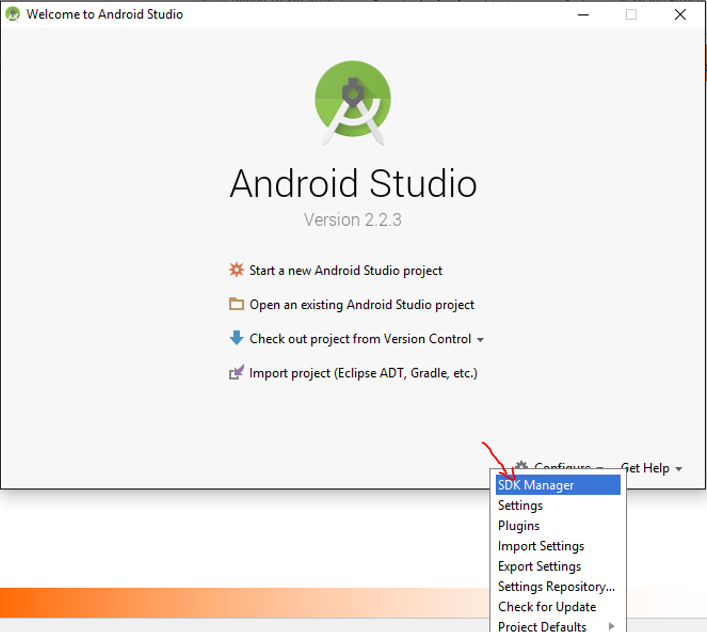 Welcome to Android Studio
Android Studio
Version 2.2.3
Start a new Android Studio project
Open an existing Android Studio project
Check out project from Version Control
Import project (Eclipse ADT, Gradle, etc.)
Configure Get Help
SDK Manager
Settings
Plugins
Import Settings
Export Settings
Settings Repository...
Check for Update
Project Defaults